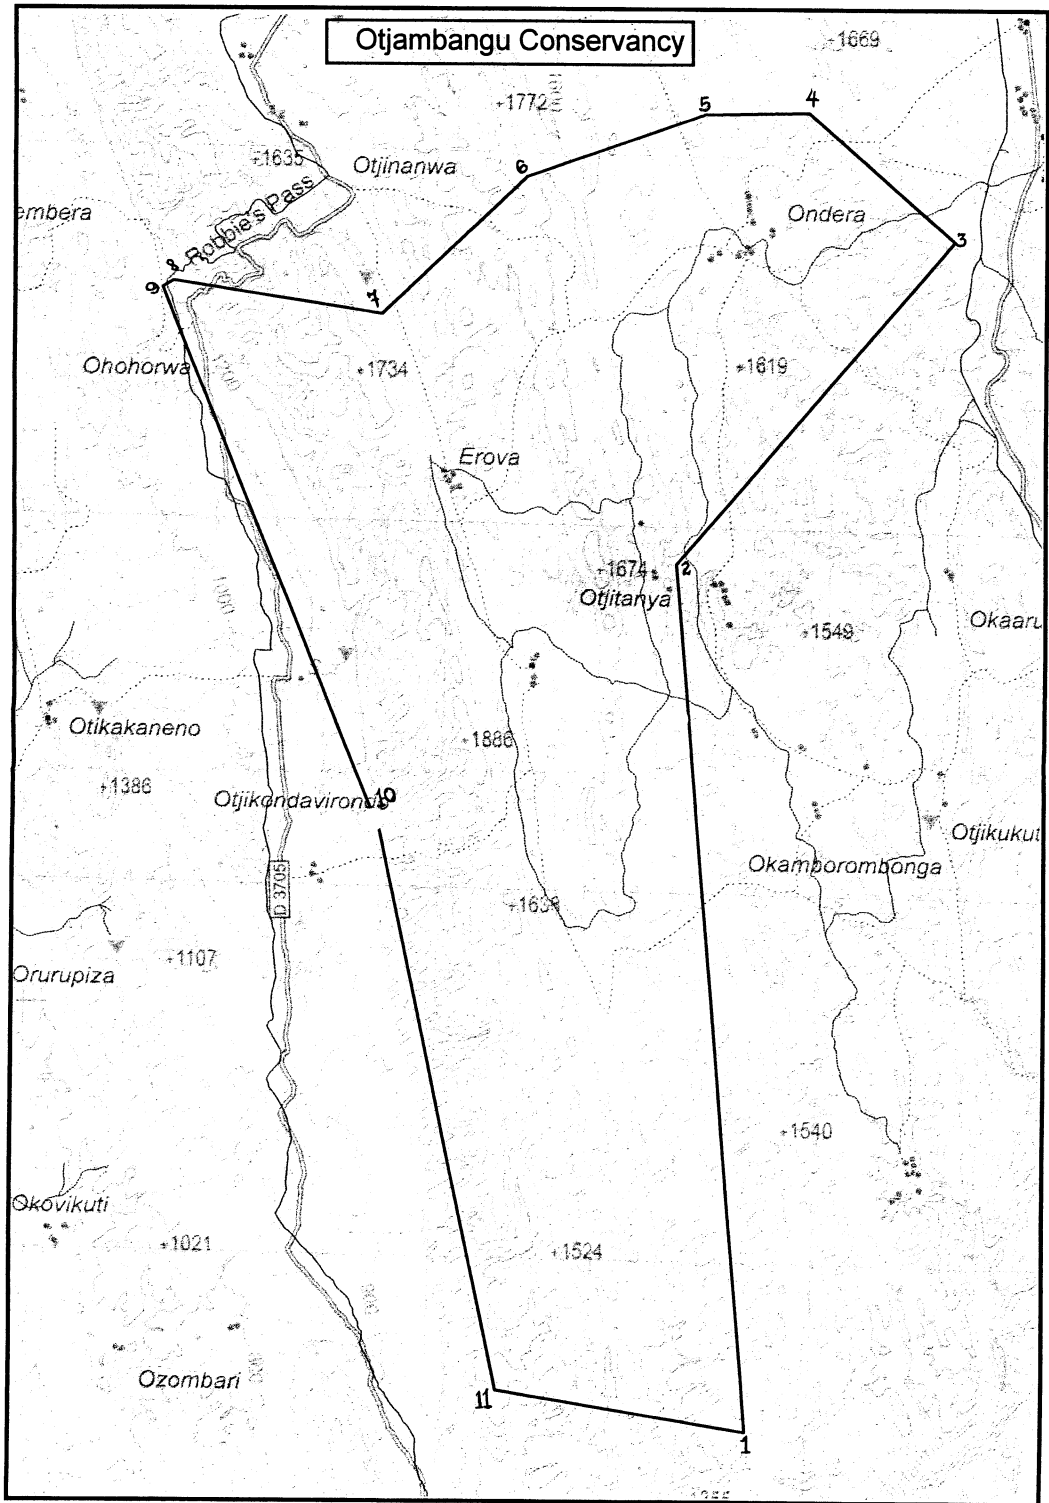 Otjambangu Conservancy
+1669
+1772
5
4
+1635
Otjinanwa
6
embera
Robbie's Pass
Ondera
3
8
9
7
Ohohorwa
+1734
+1619
Erova
+1674
2
Otjitanya
+1549
Okaaru
Otikakaneno
+1886
+1386
10
Otjikondavirondo
Otjikukut
Okamborombonga
D 3705
+1636
+1107
Orurupiza
+1540
Okovikuti
+1021
+1524
Ozombari
11
1